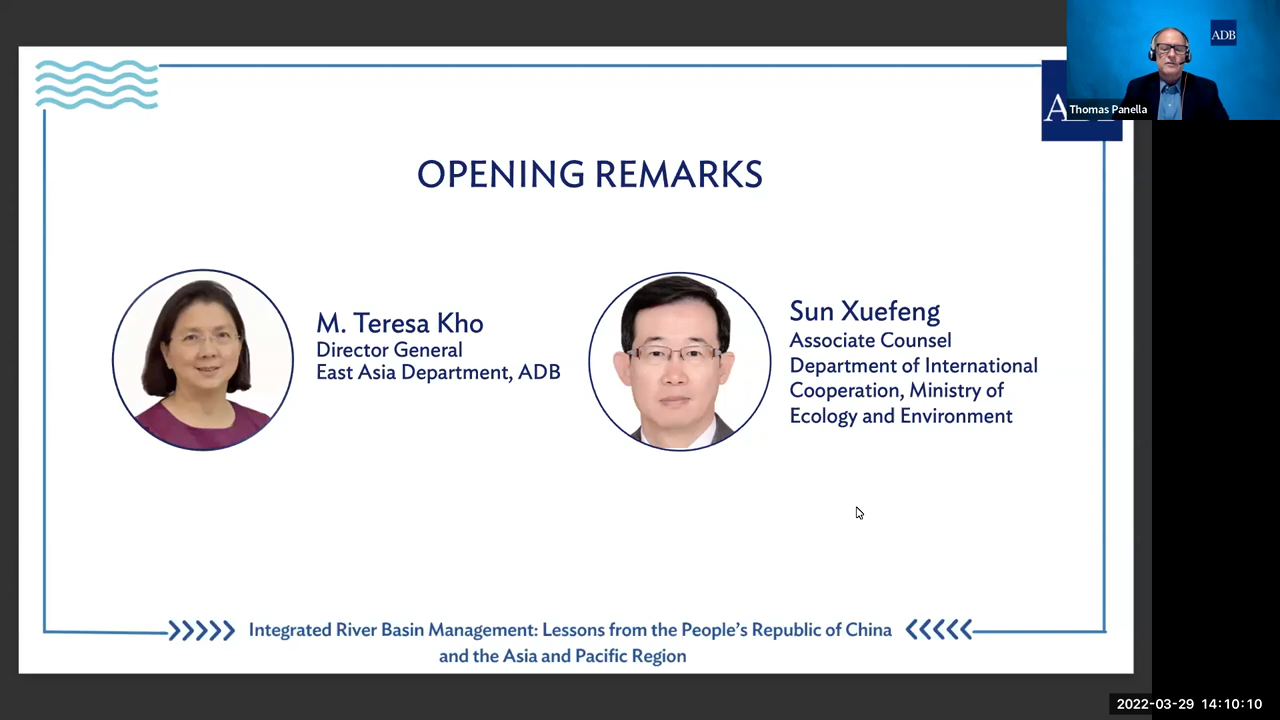 ADB
Thomas Panella
OPENING REMARKS
M. Teresa Kho
Director General
East Asia Department, ADB
Sun Xuefeng
Associate Counsel
Department of International
Cooperation, Ministry of
Ecology and Environment
Integrated River Basin Management: Lessons from the People's Republic of China
and the Asia and Pacific Region
2022-03-29 14:10:10